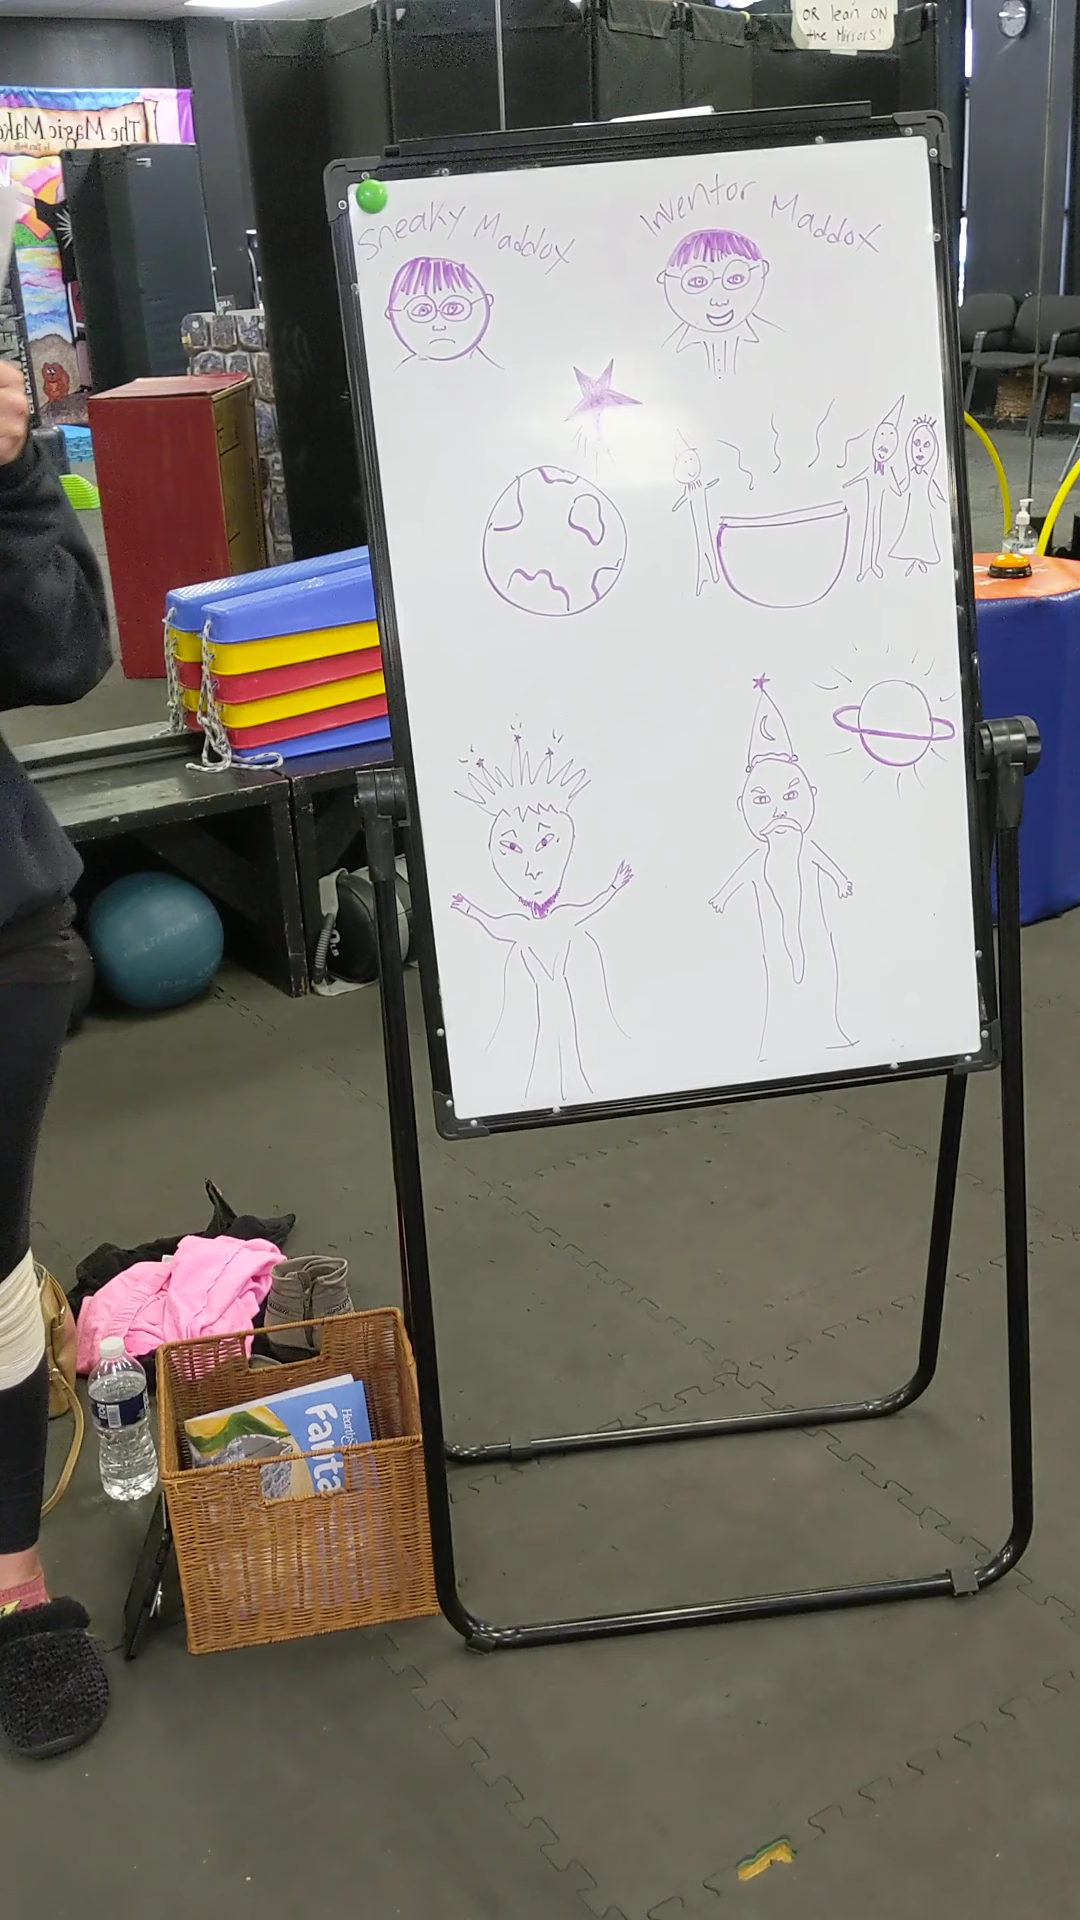 OR lean ON
the Mirrors!
The Magic Make
Sneaky Maddox
Inventor Maddox
Fanta